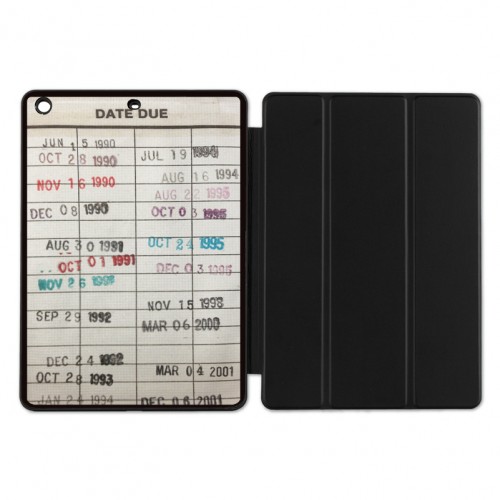 DATE DUE
JUN 15 1990
OCT 28 1990
NOV 16 1990
DEC 08 1990
AUG 30 1991
OCT 01 1991
NOV 26 1991
SEP 29 1992
DEC 24 1992
OCT 28 1993
JAN 24 1994
JUL 19 1994
AUG 16 1994
AUG 22 1995
OCT 03 1995
OCT 24 1995
DEC 03 1995
NOV 15 1998
MAR 06 2000
MAR 04 2001
DEC 06 2001